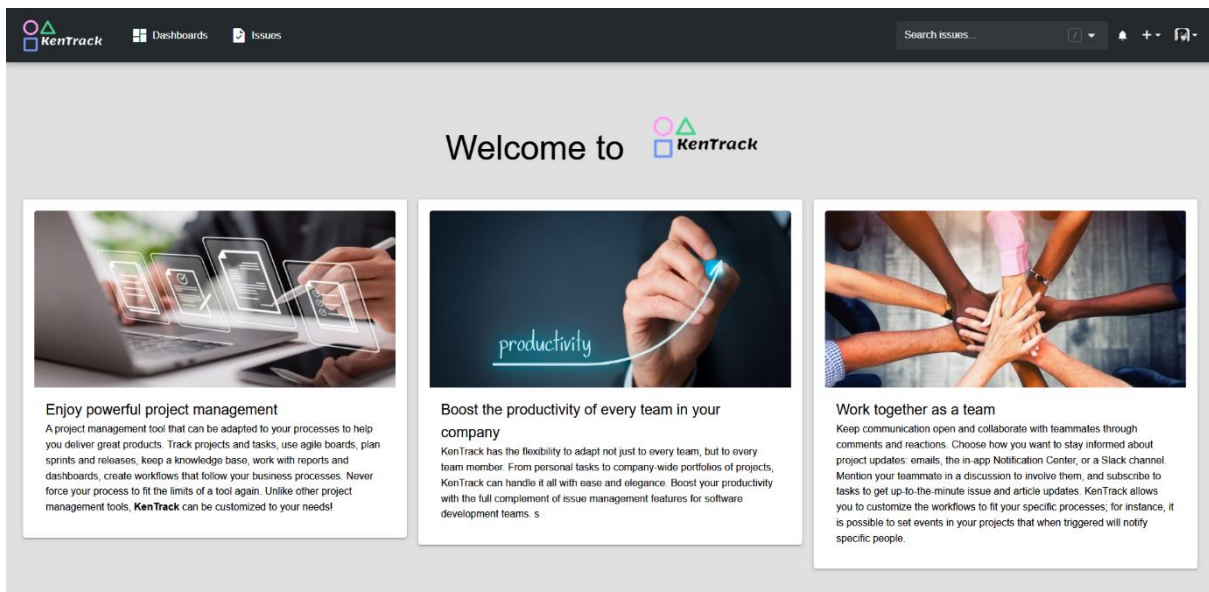 KenTrack
Dashboards
Issues
Search issues...
/
Welcome to
KenTrack
productivity
Enjoy powerful project management
A project management tool that can be adapted to your processes to help
you deliver great products. Track projects and tasks, use agile boards, plan
sprints and releases, keep a knowledge base, work with reports and
dashboards, create workflows that follow your business processes. Never
force your process to fit the limits of a tool again. Unlike other project
management tools, KenTrack can be customized to your needs!
Boost the productivity of every team in your
company
KenTrack has the flexibility to adapt not just to every team, but to every
team member. From personal tasks to company-wide portfolios of projects,
KenTrack can handle it all with ease and elegance. Boost your productivity
with the full complement of issue management features for software
development teams. s
Work together as a team
Keep communication open and collaborate with teammates through
comments and reactions. Choose how you want to stay informed about
project updates: emails, the in-app Notification Center, or a Slack channel.
Mention your teammate in a discussion to involve them, and subscribe to
tasks to get up-to-the-minute issue and article updates. KenTrack allows
you to customize the workflows to fit your specific processes; for instance, it
is possible to set events in your projects that when triggered will notify
specific people.